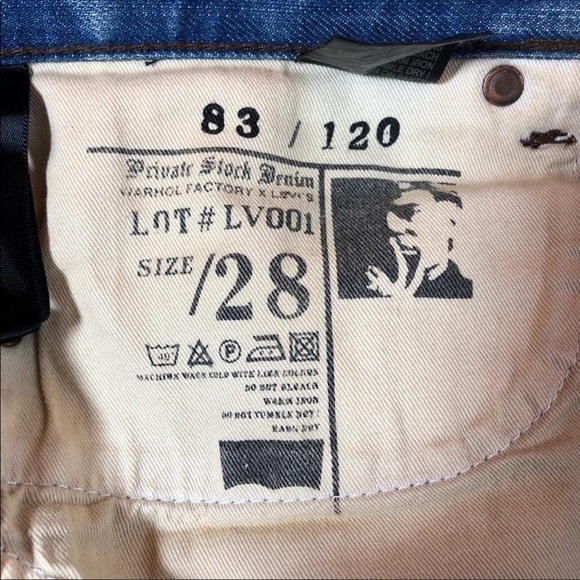 83 / 120
Private Stock Denim
WARHOL FACTORY X LEVI'S
LOT # LV001
SIZE /28
40 P
MACHINE WASH COLD WITH LIKE COLORS
DO NOT BLEACH
WARM IRON
DO NOT TUMBLE DRY!
HANG DRY